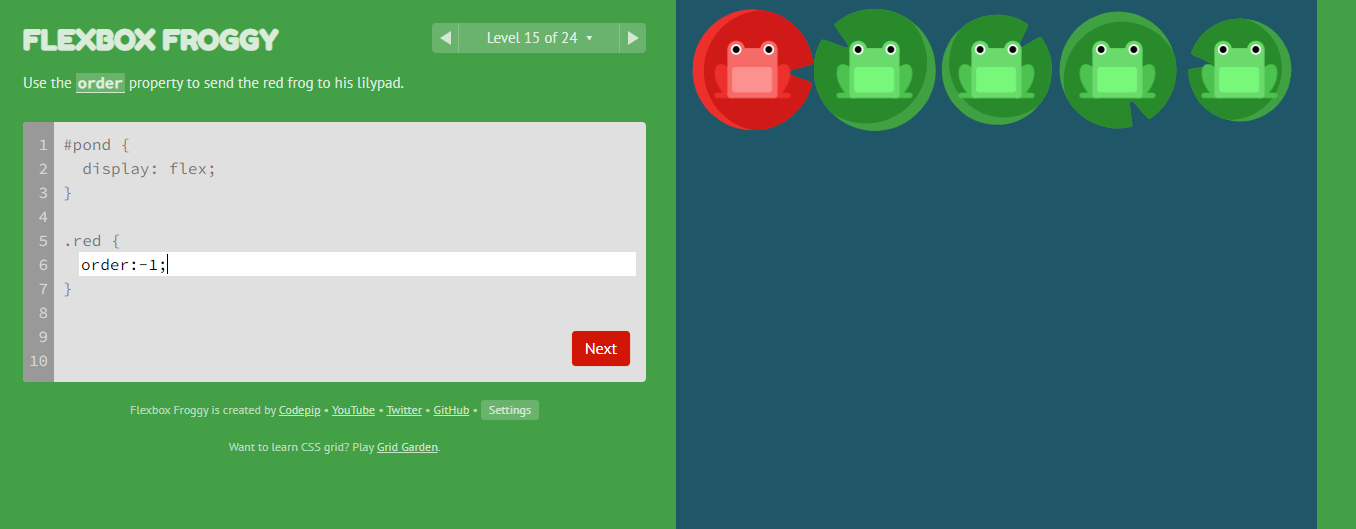 FLEXBOX FROGGY
Level 15 of 24
Use the order property to send the red frog to his lilypad.
1 #pond {
2   display: flex;
3 }
4
5 .red {
6   order:-1;
7 }
8
9
10
Next
Flexbox Froggy is created by Codepip • YouTube • Twitter • GitHub • Settings
Want to learn CSS grid? Play Grid Garden.